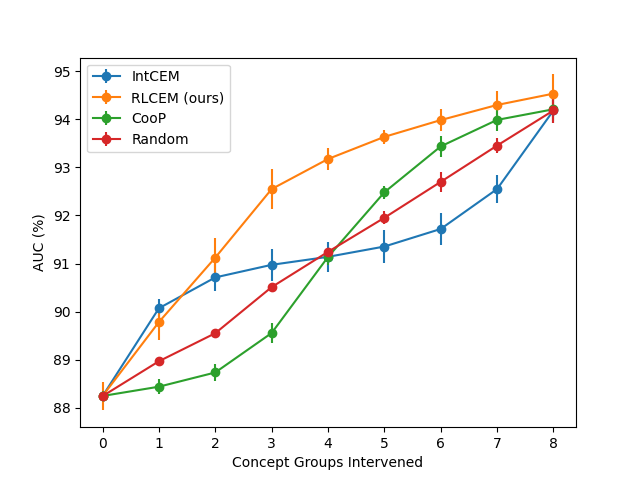 IntCEM
RLCEM (ours)
CooP
Random
95
94
93
92
91
90
89
88
AUC (%)
0 1 2 3 4 5 6 7 8
Concept Groups Intervened